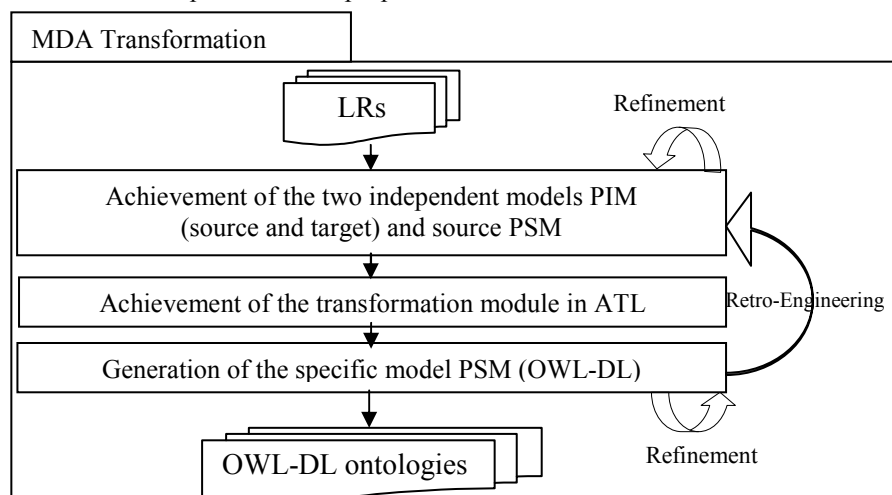 MDA Transformation
LRs
Refinement
Achievement of the two independent models PIM
(source and target) and source PSM
Achievement of the transformation module in ATL
Retro-Engineering
Generation of the specific model PSM (OWL-DL)
OWL-DL ontologies
Refinement